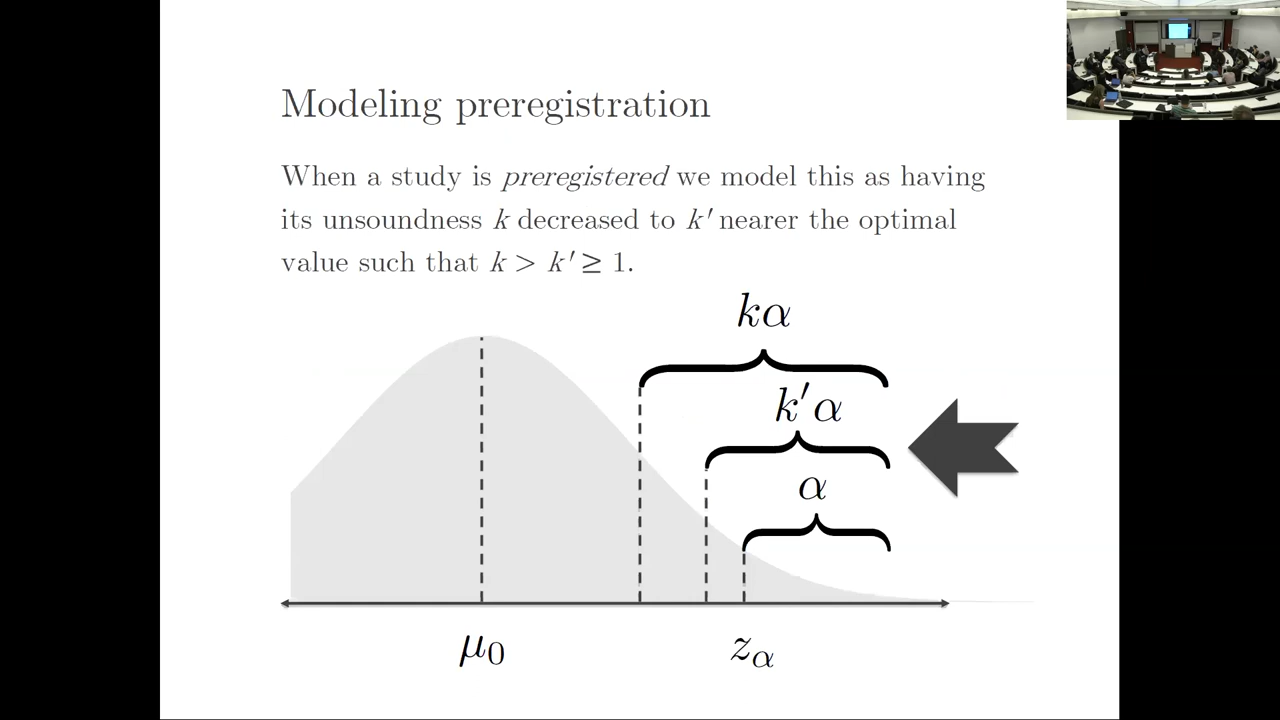 Modeling preregistration
When a study is preregistered we model this as having
its unsoundness k decreased to k′ nearer the optimal
value such that k > k′ ≥ 1.
kα
k′α
α
μ₀ z_α